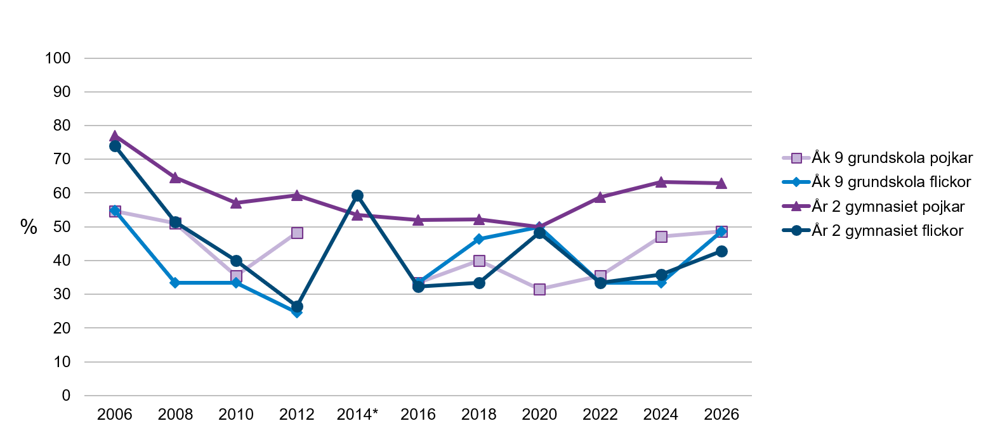 100
90
80
70
60
50
40
30
20
10
0
%
2006 2008 2010 2012 2014* 2016 2018 2020 2022 2024 2026
Åk 9 grundskola pojkar
Åk 9 grundskola flickor
År 2 gymnasiet pojkar
År 2 gymnasiet flickor